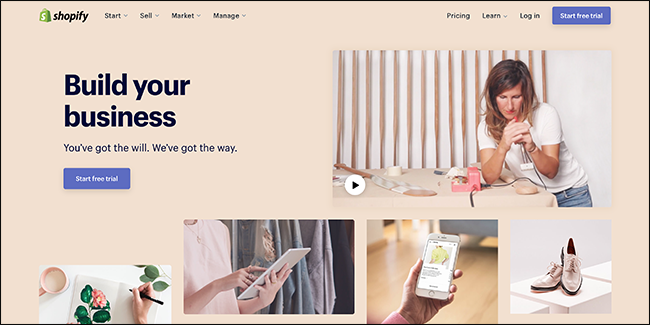 shopify
Start Sell Market Manage
Pricing Learn Log in Start free trial
Build your
business
You've got the will. We've got the way.
Start free trial